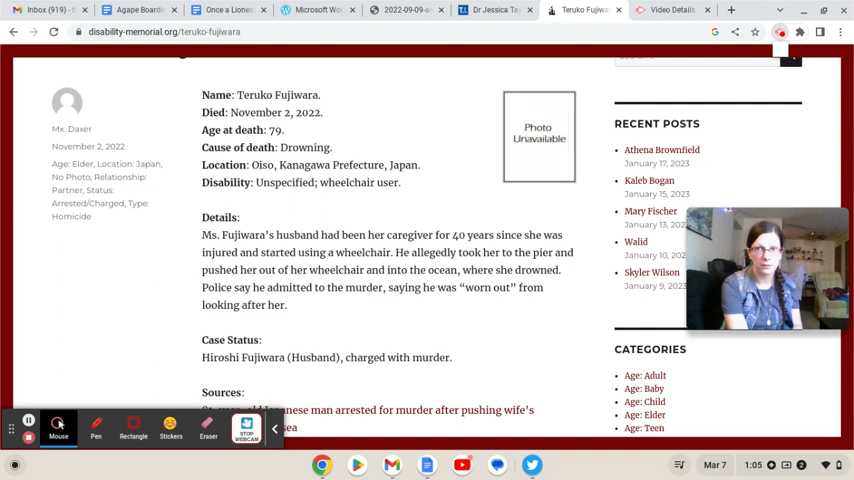 Inbox (919) - t
Agape Boardi
Once a Liones
Microsoft Wo
2022-09-09-a
Dr Jessica Tay
Teruko Fujiwa
Video Details
disability-memorial.org/teruko-fujiwara
Mx. Daxer
November 2, 2022
Age: Elder, Location: Japan,
No Photo, Relationship:
Partner, Status:
Arrested/Charged, Type:
Homicide
Name: Teruko Fujiwara.
Died: November 2, 2022.
Age at death: 79.
Cause of death: Drowning.
Location: Oiso, Kanagawa Prefecture, Japan.
Disability: Unspecified; wheelchair user.
Photo
Unavailable
Details:
Ms. Fujiwara's husband had been her caregiver for 40 years since she was
injured and started using a wheelchair. He allegedly took her to the pier and
pushed her out of her wheelchair and into the ocean, where she drowned.
Police say he admitted to the murder, saying he was “worn out” from
looking after her.
Case Status:
Hiroshi Fujiwara (Husband), charged with murder.
Sources:
Japanese man arrested for murder after pushing wife's
sea
RECENT POSTS
Athena Brownfield
January 17, 2023
Kaleb Bogan
January 15, 2023
Mary Fischer
January 13, 202
Walid
January 10, 202
Skyler Wilson
January 9, 2023
CATEGORIES
Age: Adult
Age: Baby
Age: Child
Age: Elder
Age: Teen
Mouse
Pen
Rectangle
Stickers
Eraser
STOP
WEBCAM
Mar 7
1:05
2